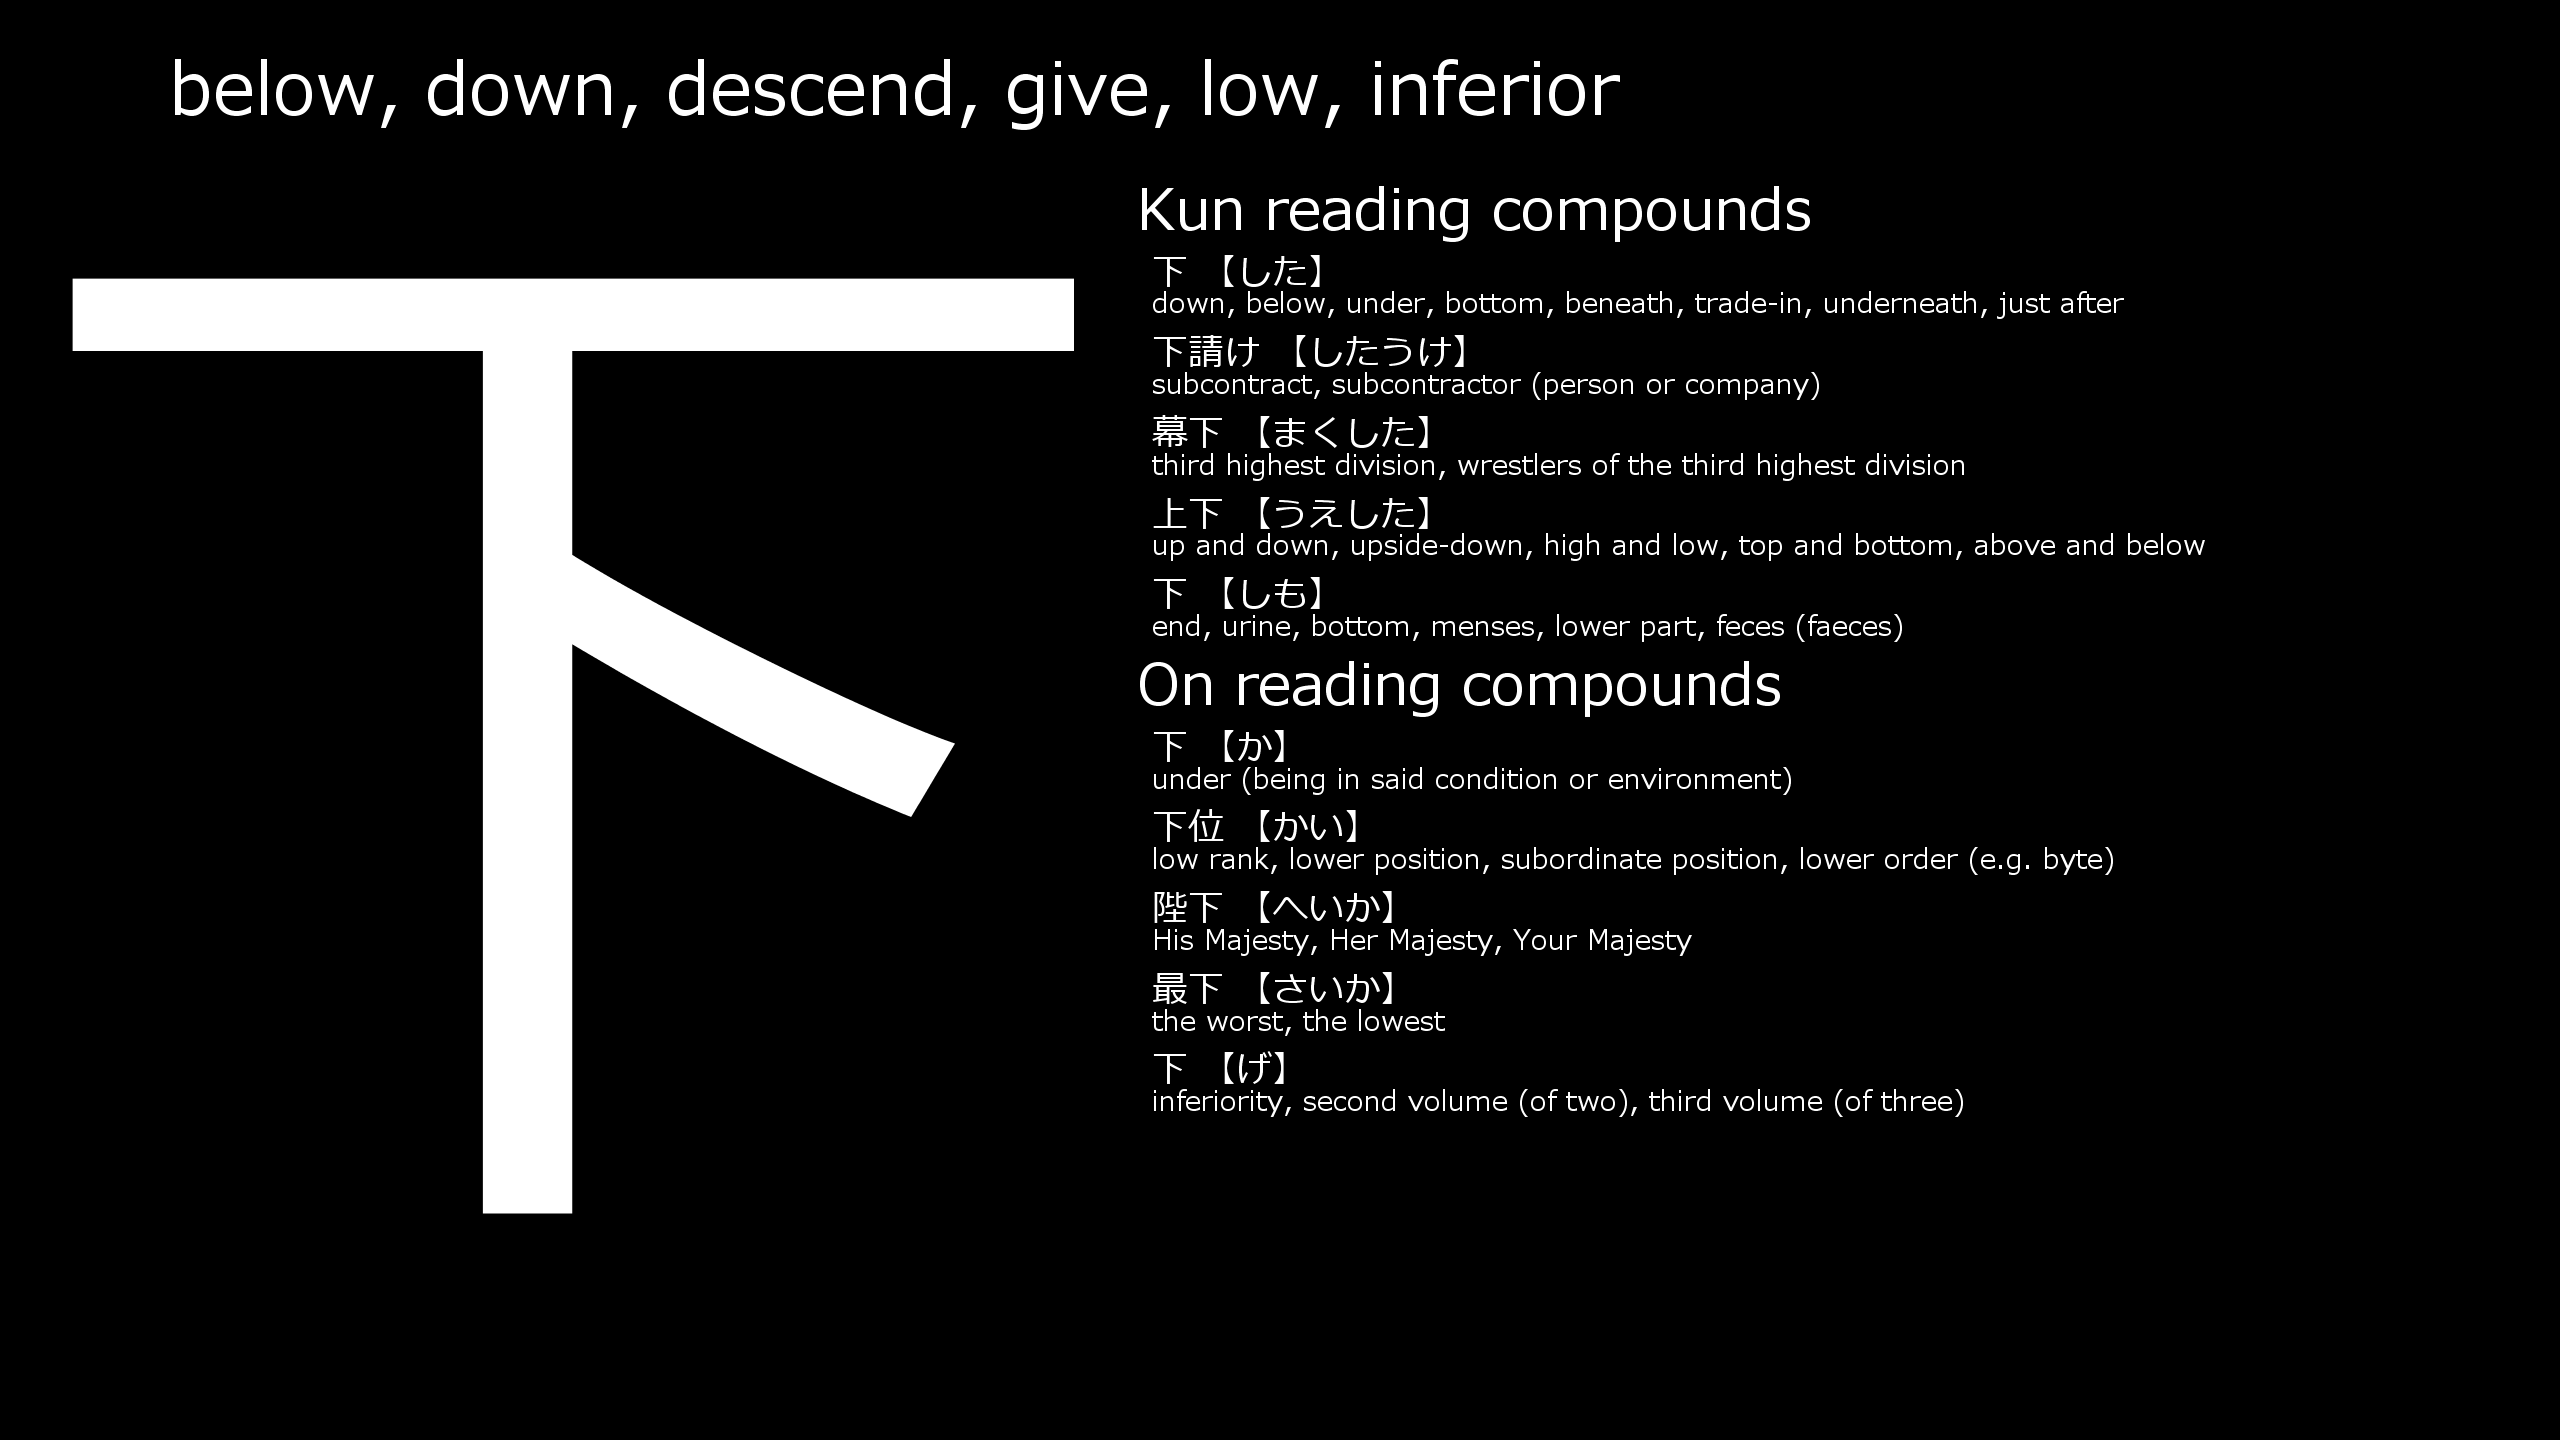 below, down, descend, give, low, inferior
下
Kun reading compounds
下 【した】
down, below, under, bottom, beneath, trade-in, underneath, just after
下請け 【したうけ】
subcontract, subcontractor (person or company)
幕下 【まくした】
third highest division, wrestlers of the third highest division
上下 【うえした】
up and down, upside-down, high and low, top and bottom, above and below
下 【しも】
end, urine, bottom, menses, lower part, feces (faeces)
On reading compounds
下 【か】
under (being in said condition or environment)
下位 【かい】
low rank, lower position, subordinate position, lower order (e.g. byte)
陛下 【へいか】
His Majesty, Her Majesty, Your Majesty
最下 【さいか】
the worst, the lowest
下 【げ】
inferiority, second volume (of two), third volume (of three)